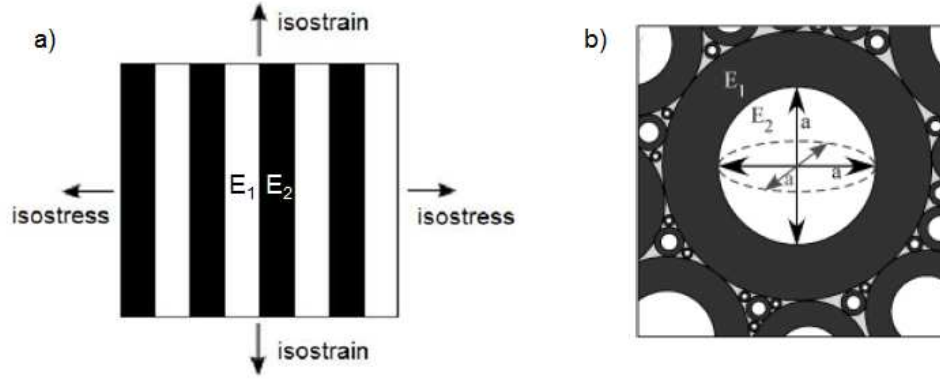 a)
isostrain
E₁ E₂
isostress
isostress
isostrain
b)
E₁
E₂
a
a
a